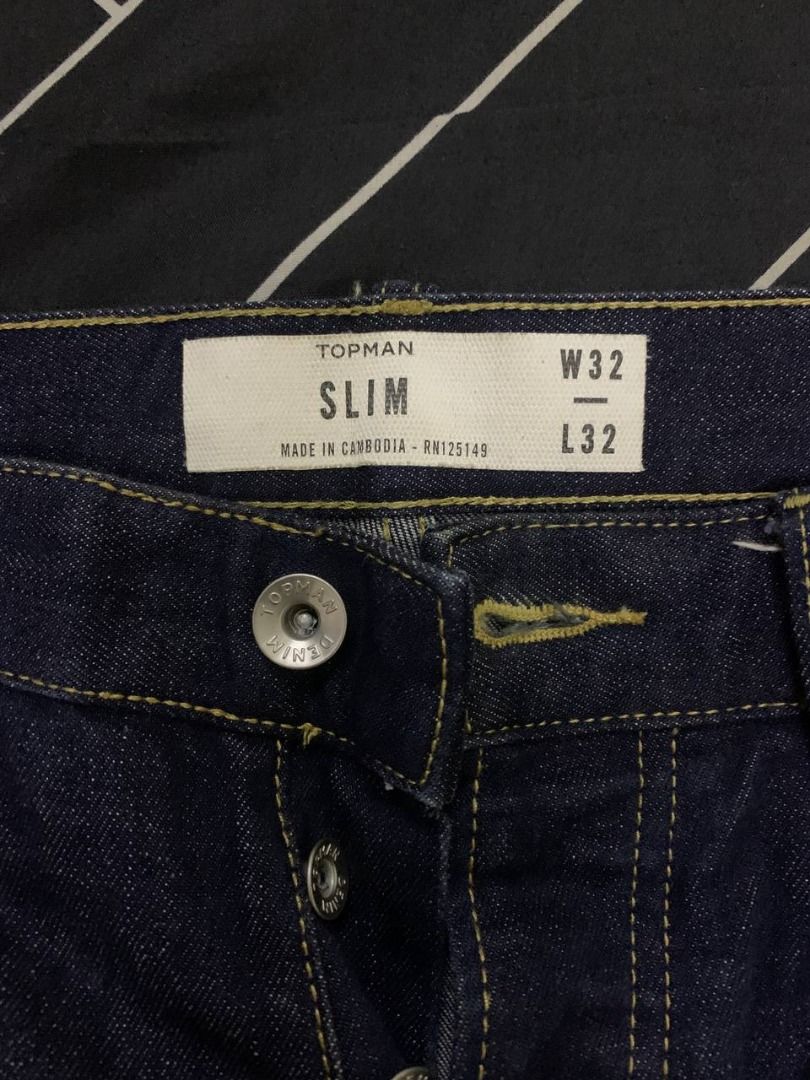 TOPMAN
SLIM
MADE IN CAMBODIA - RN125149
W32
L32
TOPMAN DENIM